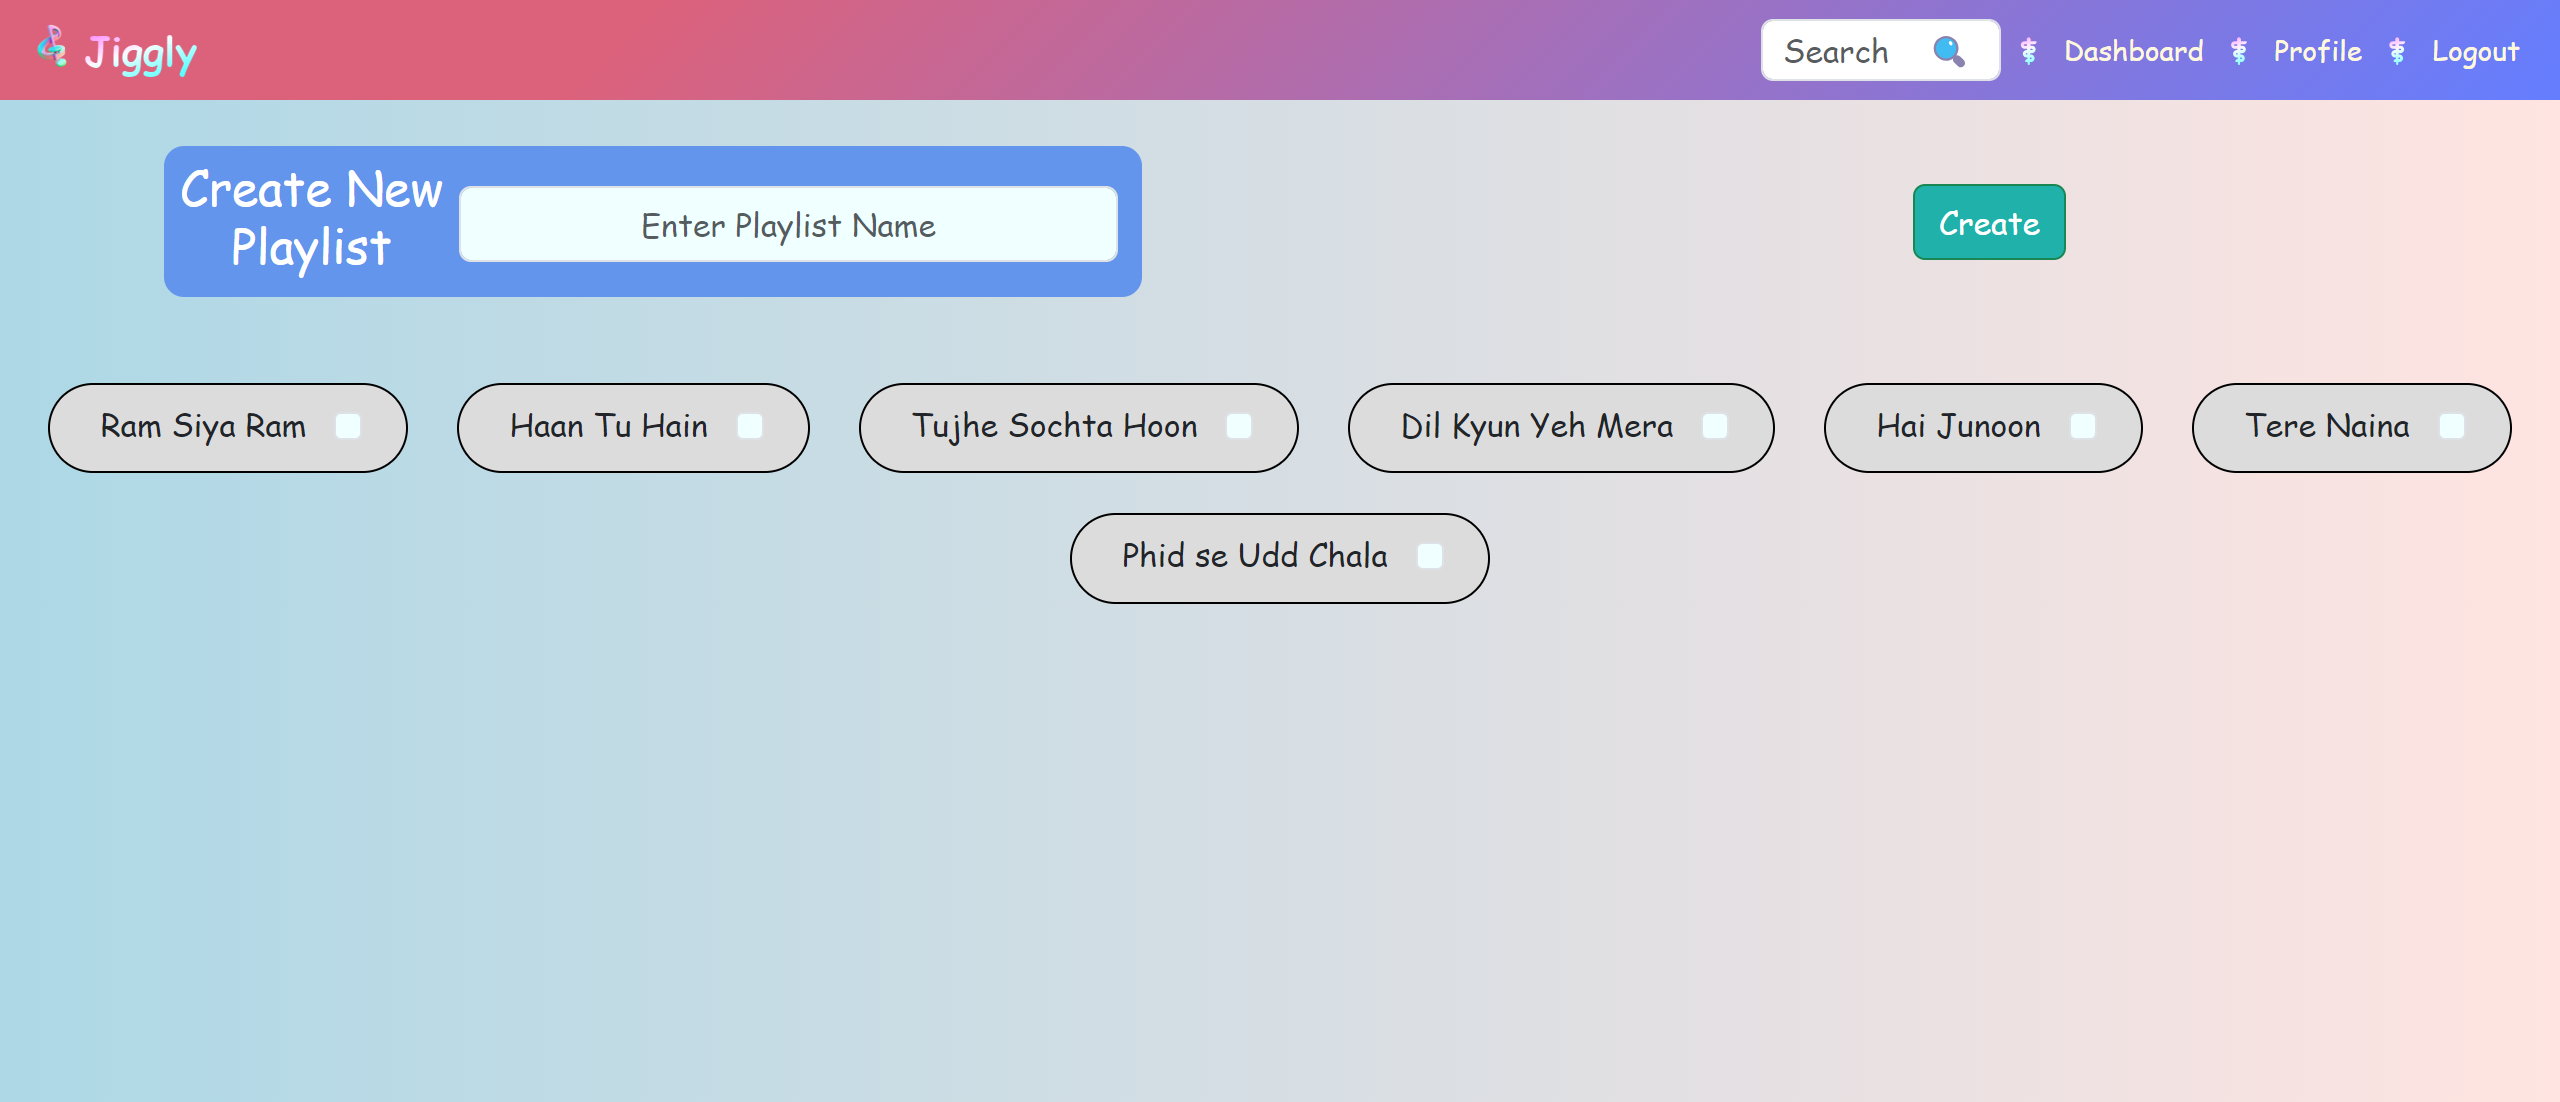 Jiggly
Search
Dashboard
Profile
Logout
Create New
Playlist
Enter Playlist Name
Create
Ram Siya Ram
Haan Tu Hain
Tujhe Sochta Hoon
Dil Kyun Yeh Mera
Hai Junoon
Tere Naina
Phid se Udd Chala